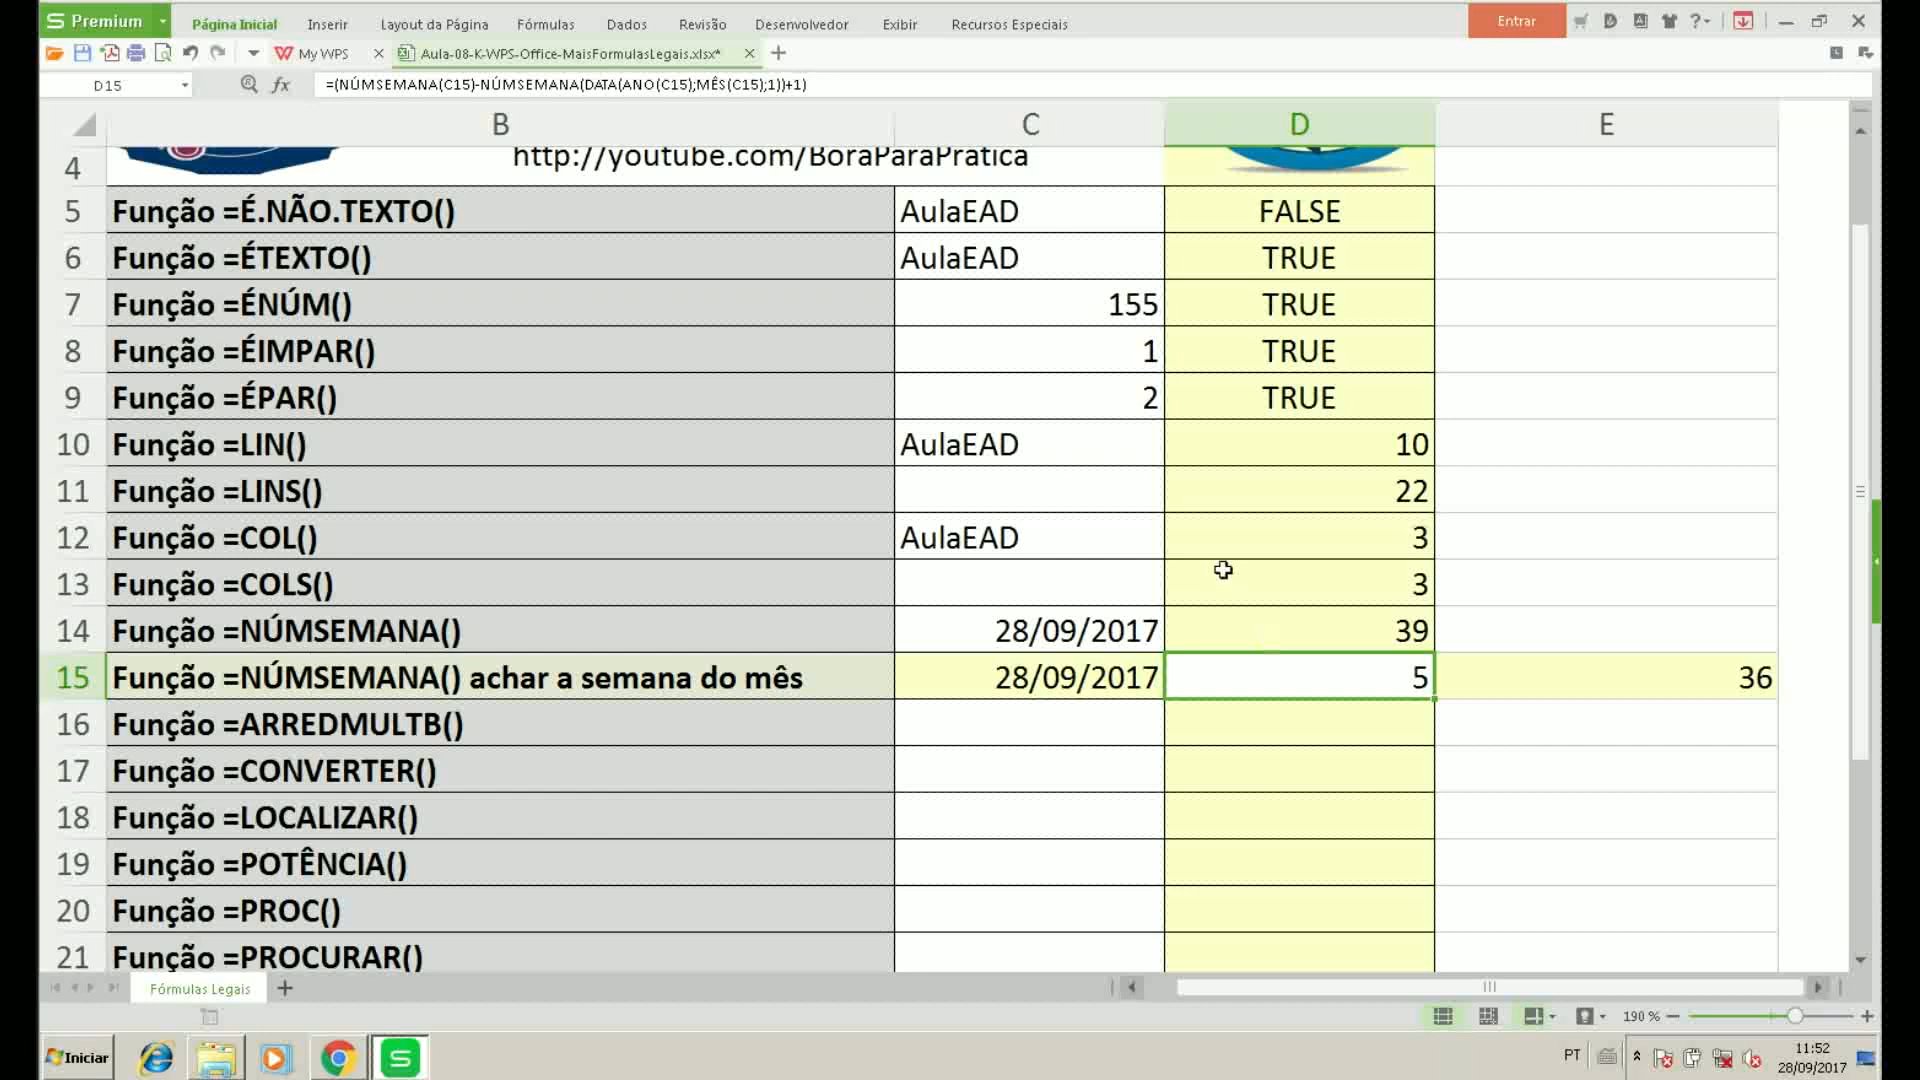 Premium
Página Inicial Inserir Layout da Página Fórmulas Dados Revisão Desenvolvedor Exibir Recursos Especiais
Entrar
My WPS Aula-08-K-WPS-Office-MaisFormulasLegais.xlsx*
D15 fx =(NÚMSEMANA(C15)-NÚMSEMANA(DATA(ANO(C15);MÊS(C15);1))+1)
B C D E
4 http://youtube.com/BoraParaPratica
5 Função =É.NÃO.TEXTO() AulaEAD FALSE
6 Função =ÉTEXTO() AulaEAD TRUE
7 Função =ÉNÚM() 155 TRUE
8 Função =ÉIMPAR() 1 TRUE
9 Função =ÉPAR() 2 TRUE
10 Função =LIN() AulaEAD 10
11 Função =LINS() 22
12 Função =COL() AulaEAD 3
13 Função =COLS() 3
14 Função =NÚMSEMANA() 28/09/2017 39
15 Função =NÚMSEMANA() achar a semana do mês 28/09/2017 5 36
16 Função =ARREDMULTB()
17 Função =CONVERTER()
18 Função =LOCALIZAR()
19 Função =POTÊNCIA()
20 Função =PROC()
21 Função =PROCURAR()
Fórmulas Legais
190 %
Iniciar
PT 11:52
28/09/2017